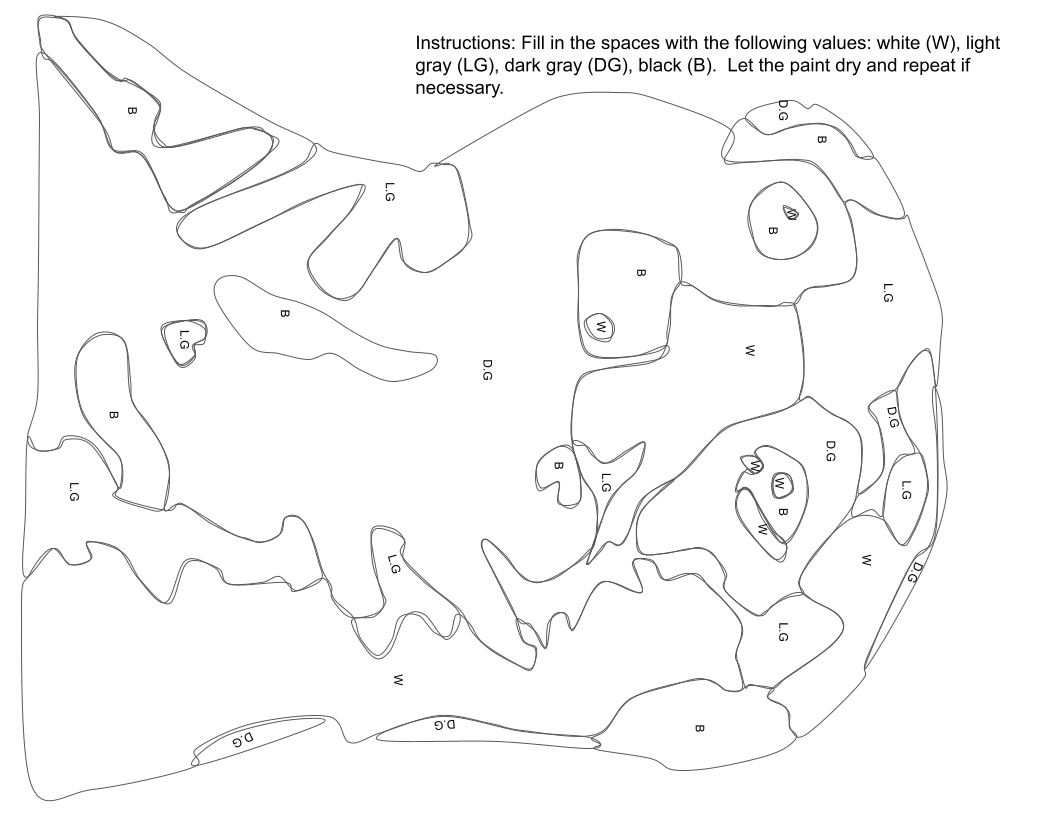 Instructions: Fill in the spaces with the following values: white (W), light
gray (LG), dark gray (DG), black (B).  Let the paint dry and repeat if
necessary.
D.G
B
B
L.G
W
B
B
L.G
B
W
L.G
W
D.G
B
D.G
D.G
W
B
L.G
L.G
W
L.G
B
W
L.G
W
D.G
L.G
W
D.G
B
D.G